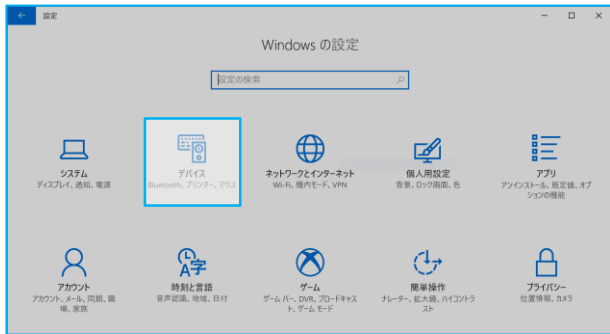 設定
Windows の設定
設定の検索
システム
ディスプレイ、通知、電源
デバイス
Bluetooth、プリンター、マウス
ネットワークとインターネット
Wi-Fi、機内モード、VPN
個人用設定
背景、ロック画面、色
アプリ
アンインストール、既定値、オプ
ションの機能
アカウント
アカウント、メール、同期、職
場、家族
時刻と言語
音声認識、地域、日付
ゲーム
ゲーム バー、DVR、ブロードキャス
ト、ゲーム モード
簡単操作
ナレーター、拡大鏡、ハイコントラ
スト
プライバシー
位置情報、カメラ